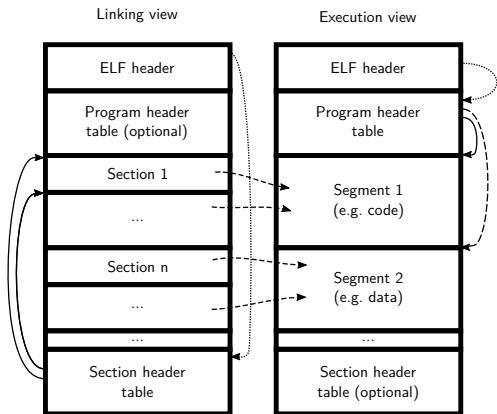 Linking view
ELF header
Program header
table (optional)
Section 1
...
Section n
...
...
Section header
table
Execution view
ELF header
Program header
table
Segment 1
(e.g. code)
Segment 2
(e.g. data)
...
Section header
table (optional)